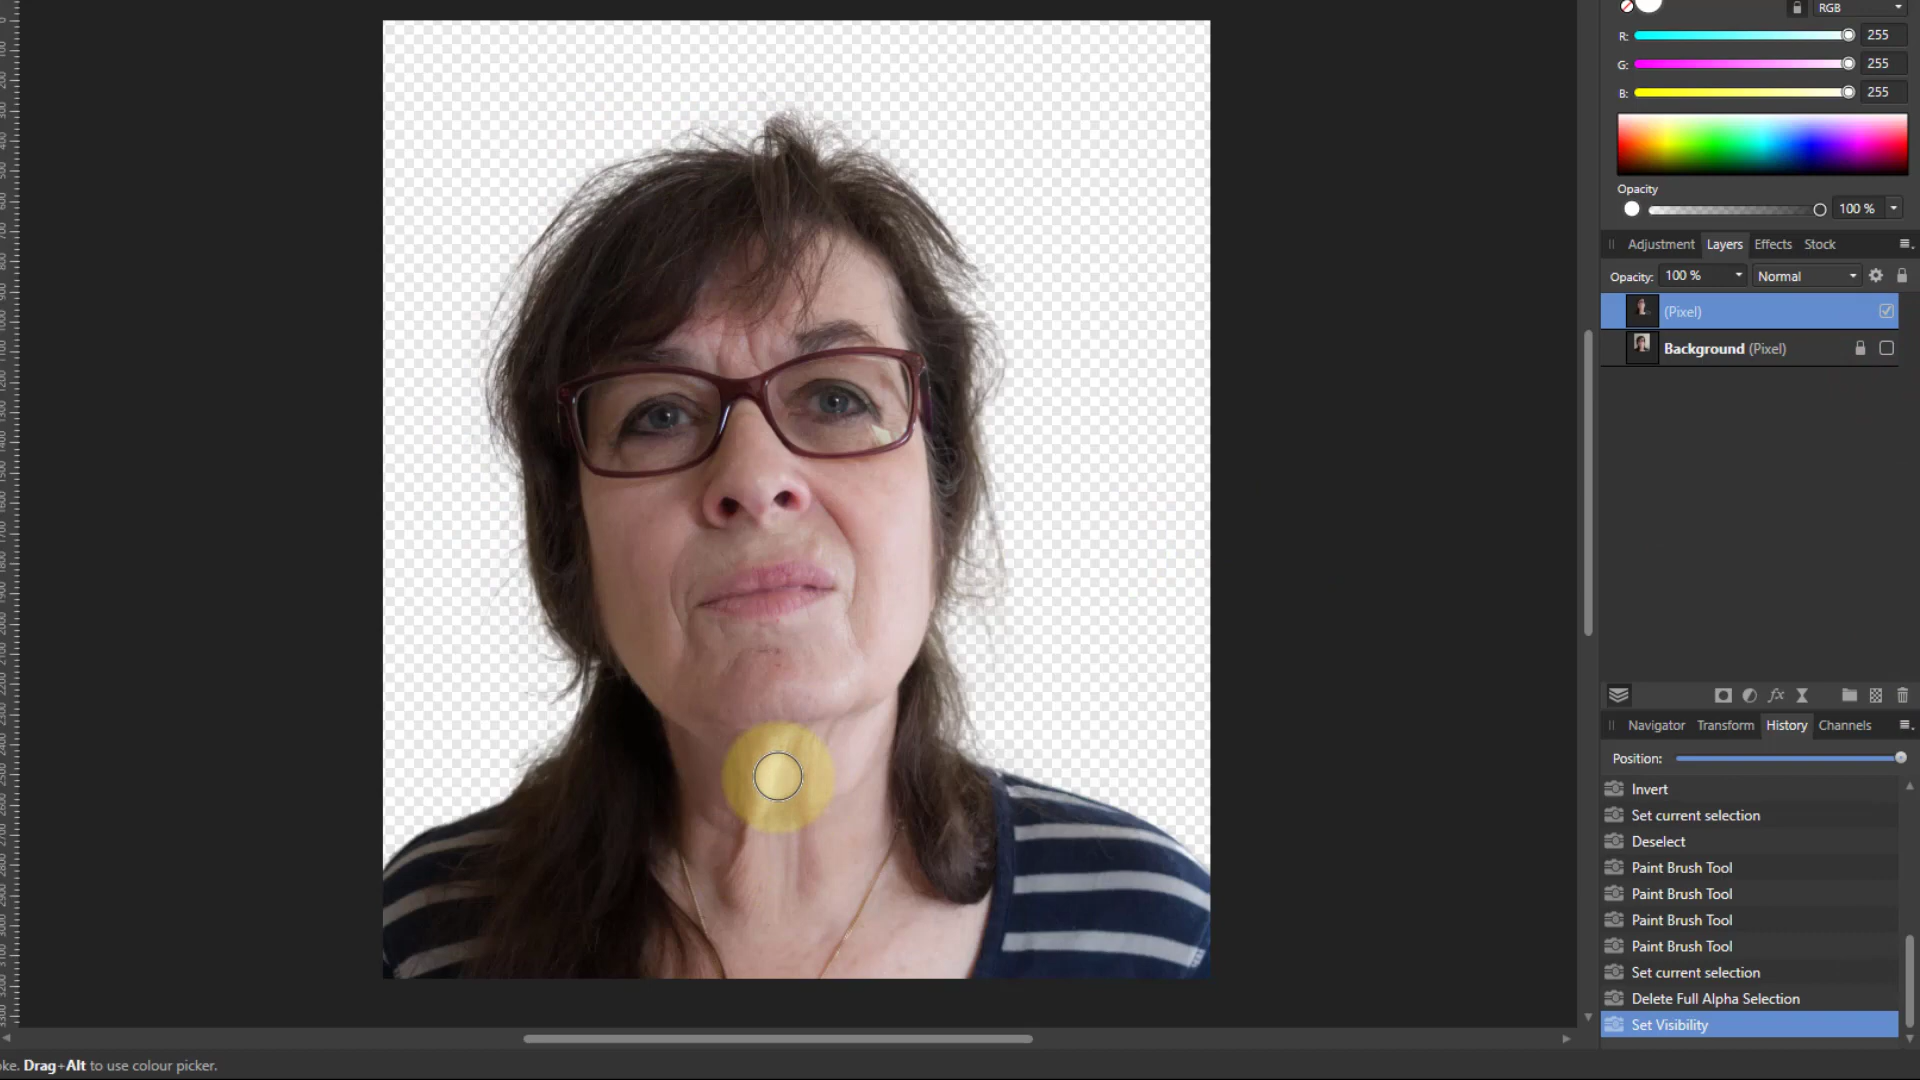 RGB
R: 255
G: 255
B: 255
Opacity
100 %
Adjustment Layers Effects Stock
Opacity: 100 % Normal
(Pixel)
Background (Pixel)
fx
Navigator Transform History Channels
Position:
Invert
Set current selection
Deselect
Paint Brush Tool
Paint Brush Tool
Paint Brush Tool
Paint Brush Tool
Set current selection
Delete Full Alpha Selection
Set Visibility
oke. Drag+Alt to use colour picker.